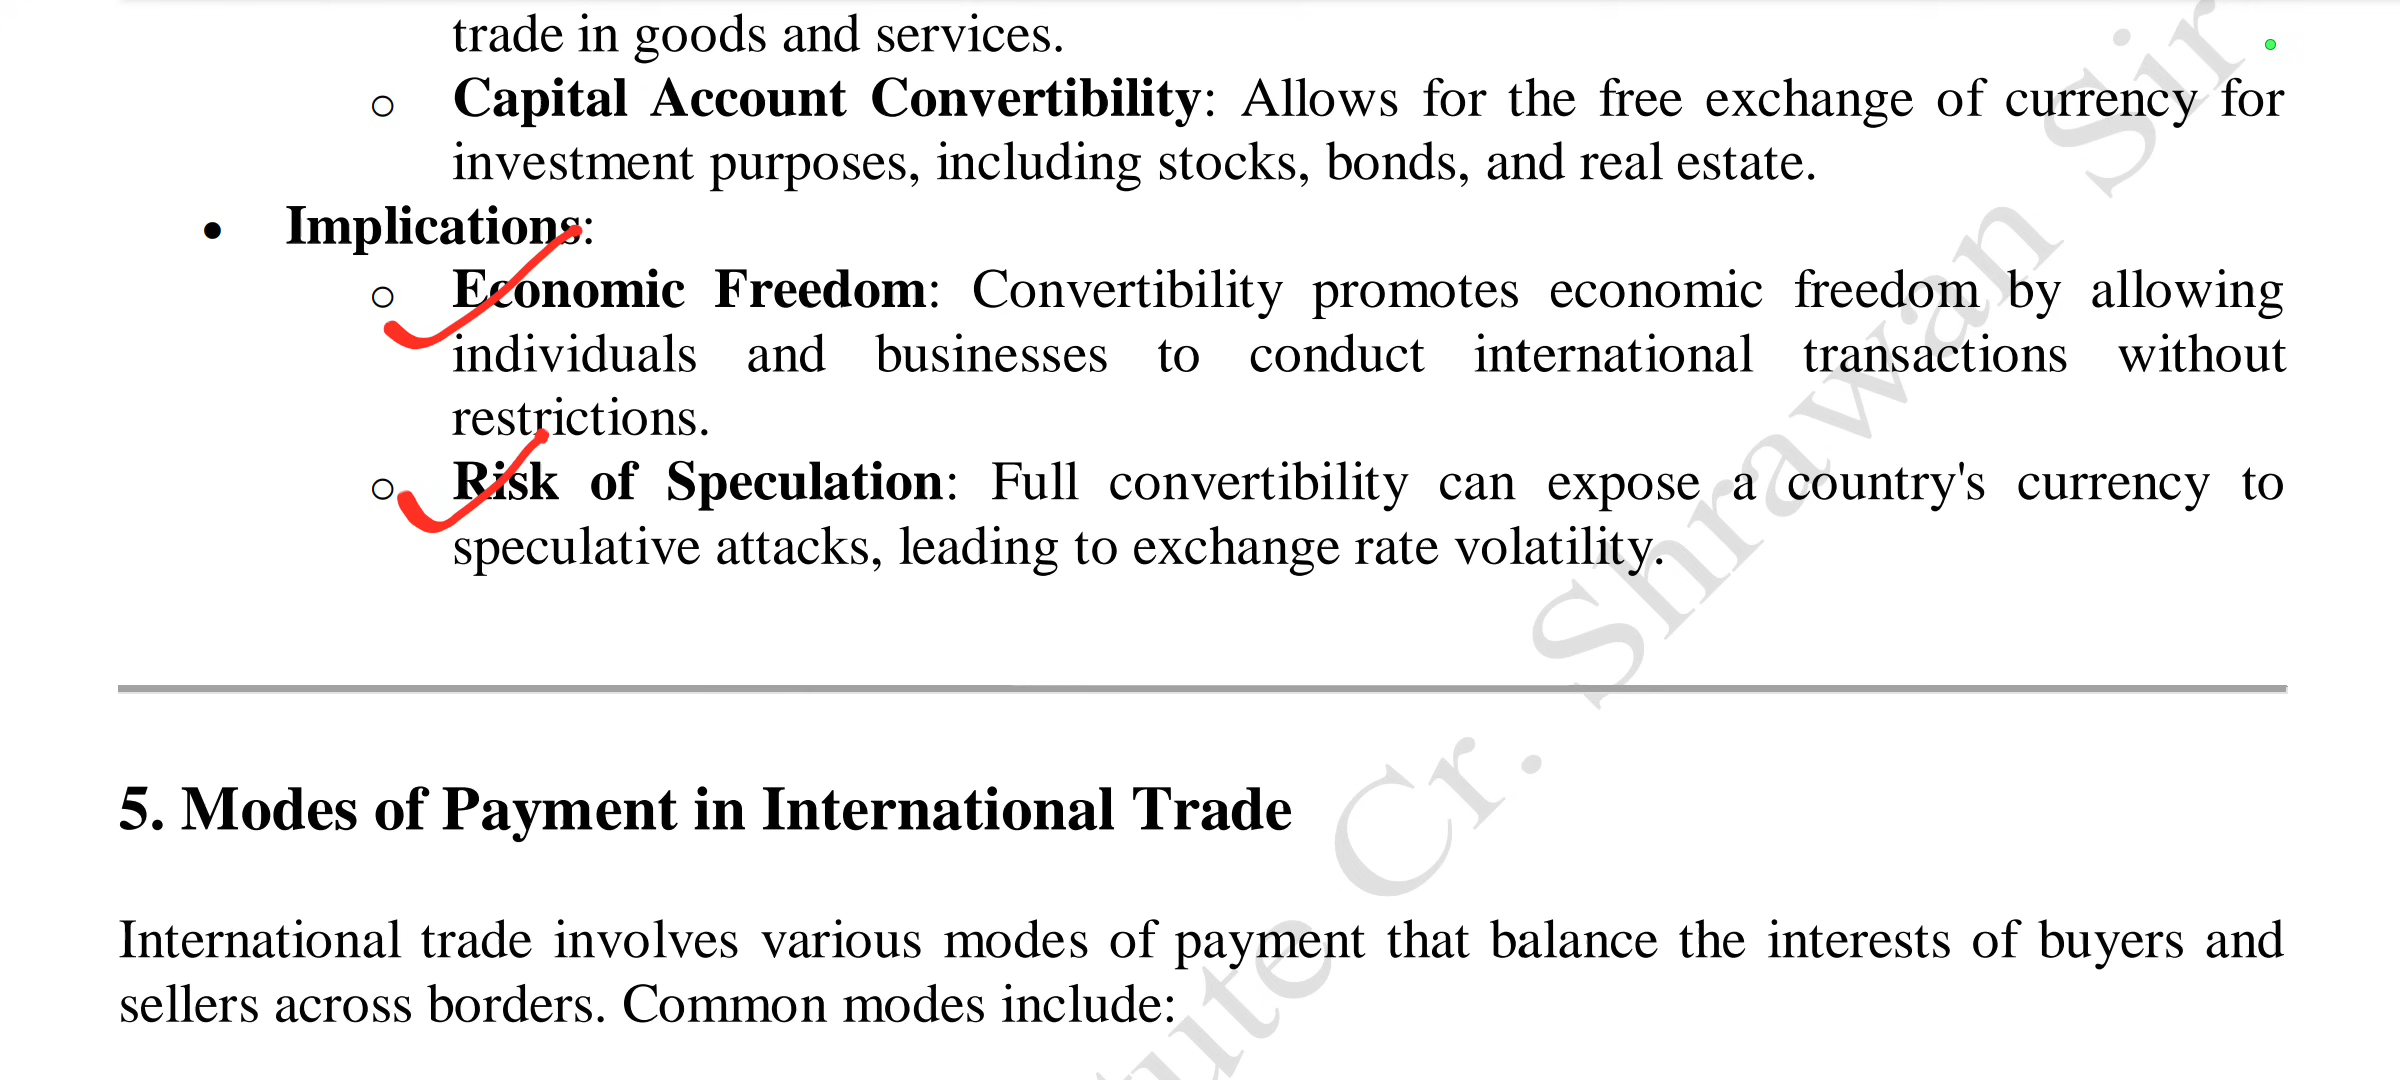 trade in goods and services.
o Capital Account Convertibility: Allows for the free exchange of currency for
investment purposes, including stocks, bonds, and real estate.
• Implications:
o Economic Freedom: Convertibility promotes economic freedom by allowing
individuals and businesses to conduct international transactions without
restrictions.
o Risk of Speculation: Full convertibility can expose a country's currency to
speculative attacks, leading to exchange rate volatility.
5. Modes of Payment in International Trade
International trade involves various modes of payment that balance the interests of buyers and
sellers across borders. Common modes include:
Cr. Shrawan Sir